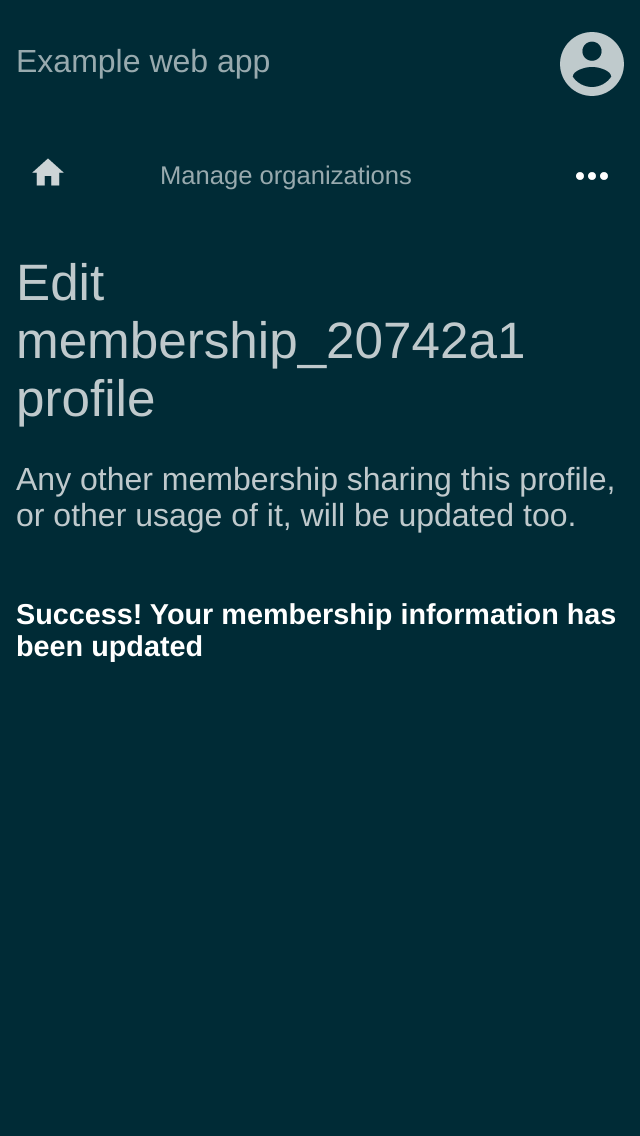 Example web app
Manage organizations
Edit
membership_20742a1
profile
Any other membership sharing this profile,
or other usage of it, will be updated too.
Success! Your membership information has
been updated